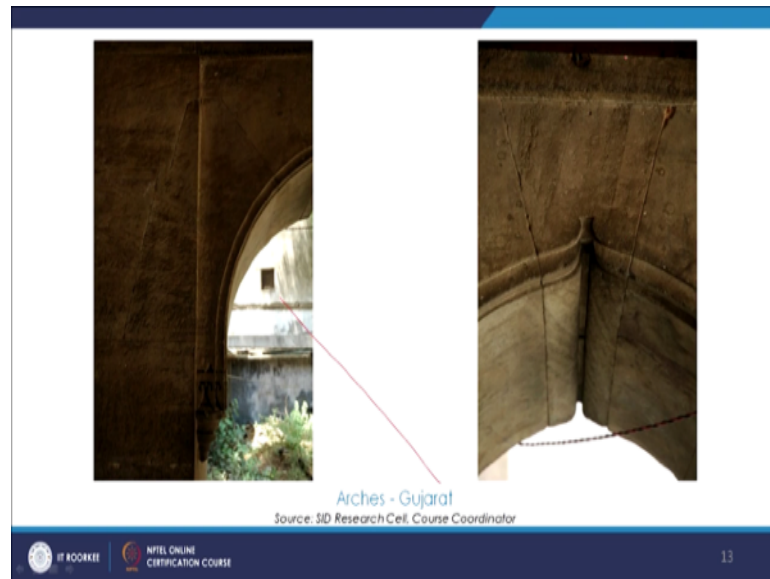 Arches - Gujarat
Source: SID Research Cell, Course Coordinator
IIT ROORKEE
NPTEL ONLINE
CERTIFICATION COURSE
13